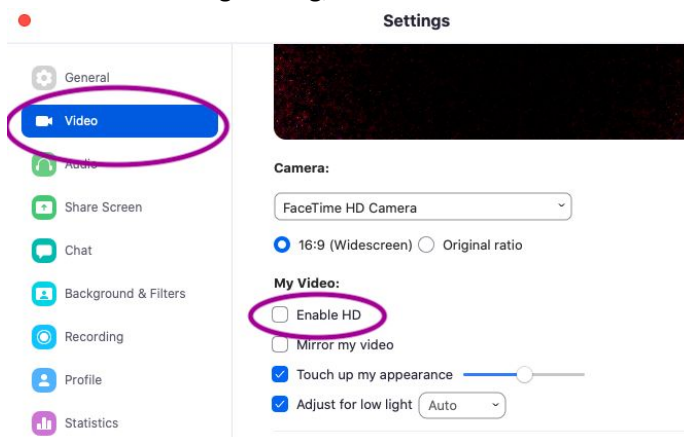 Settings
General
Video
Audio
Share Screen
Chat
Background & Filters
Recording
Profile
Statistics
Camera:
FaceTime HD Camera
16:9 (Widescreen) Original ratio
My Video:
Enable HD
Mirror my video
Touch up my appearance
Adjust for low light Auto